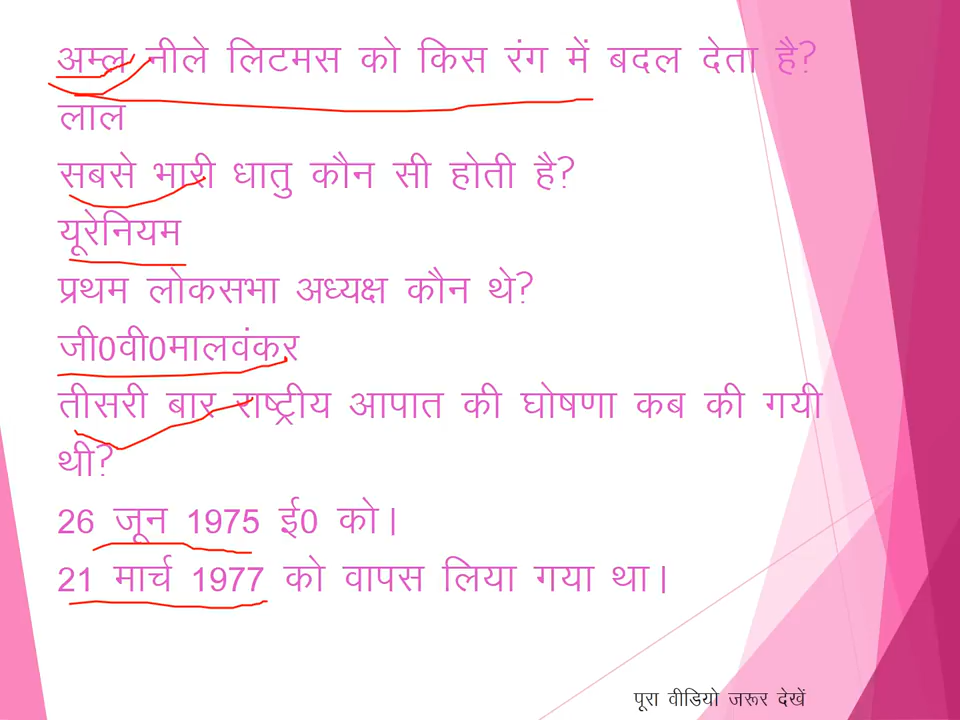 अम्ल नीले लिटमस को किस रंग में बदल देता है?
लाल
सबसे भारी धातु कौन सी होती है?
यूरेनियम
प्रथम लोकसभा अध्यक्ष कौन थे?
जी0वी0मालवंकर
तीसरी बार राष्ट्रीय आपात की घोषणा कब की गयी
थी?
26 जून 1975 ई0 को।
21 मार्च 1977 को वापस लिया गया था।
पूरा वीडियो जरूर देखें